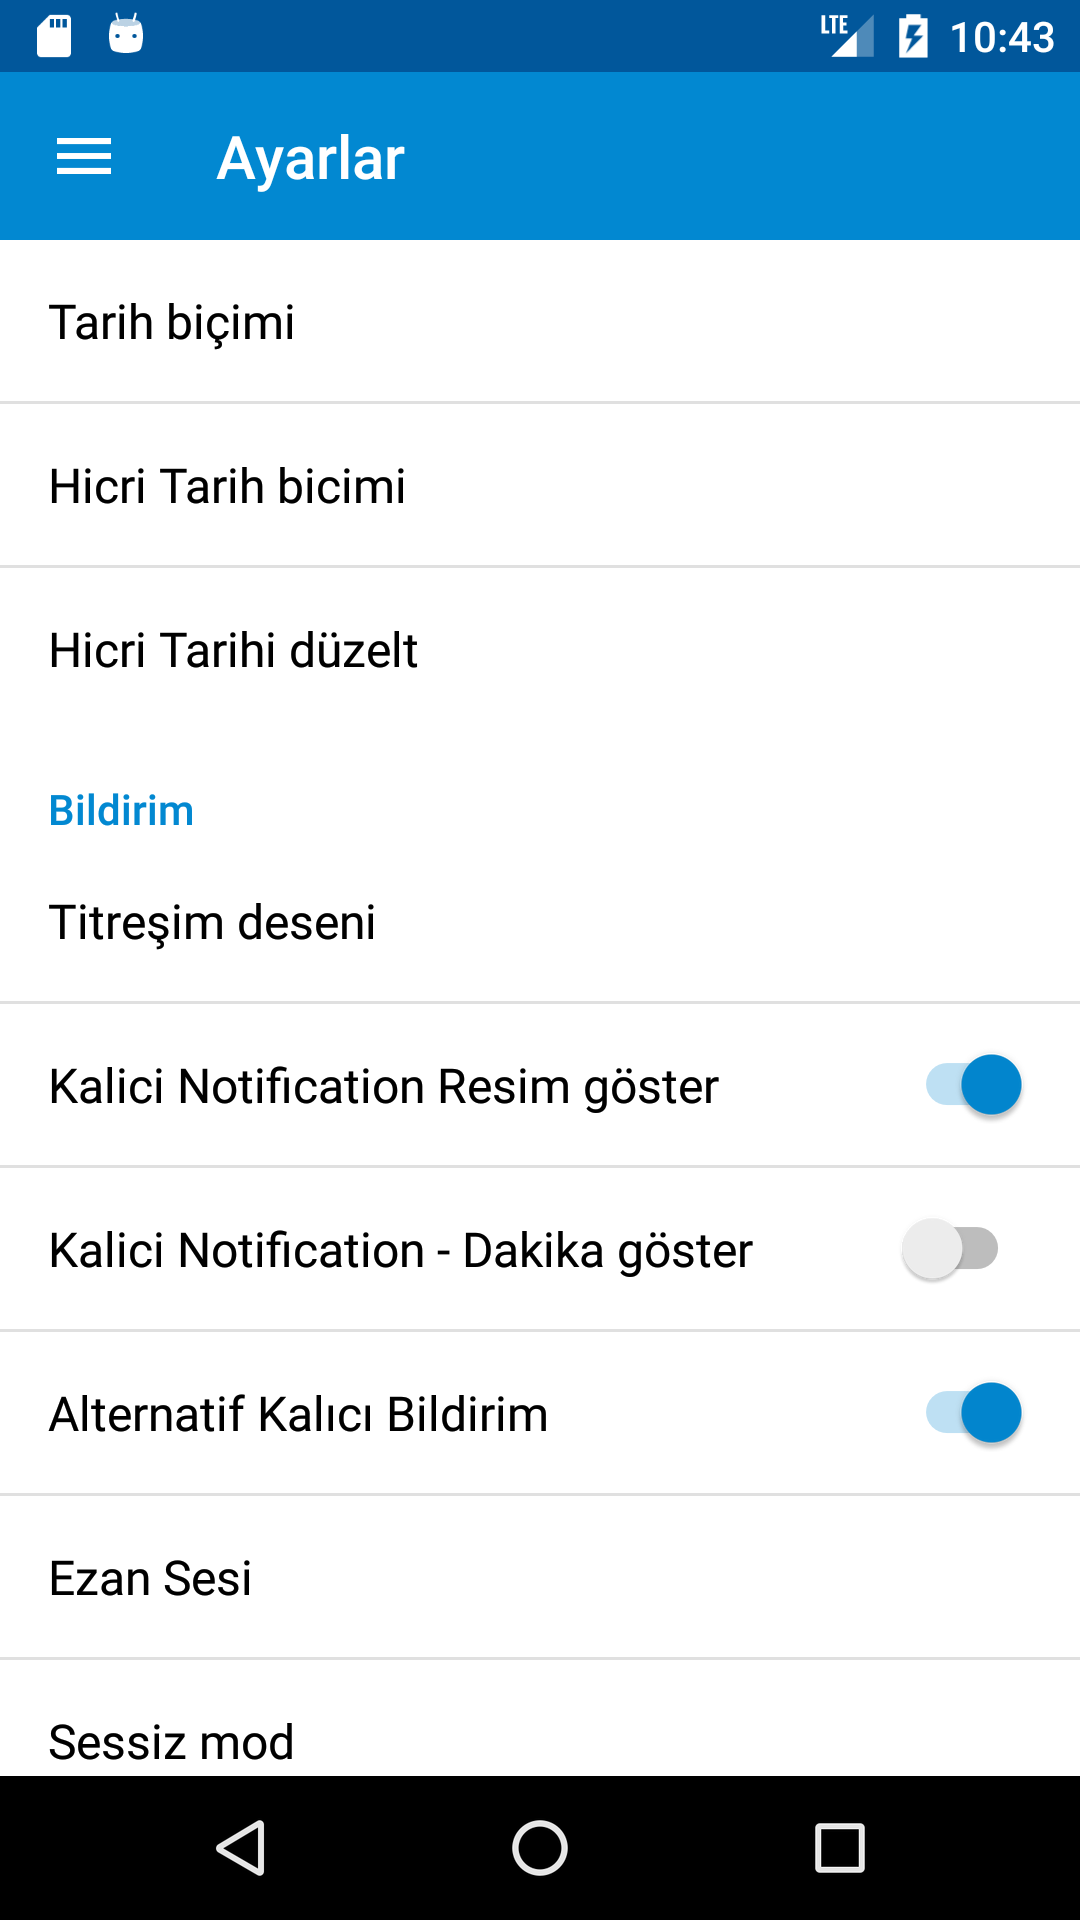 LTE 10:43
Ayarlar
Tarih biçimi
Hicri Tarih bicimi
Hicri Tarihi düzelt
Bildirim
Titreşim deseni
Kalici Notification Resim göster
Kalici Notification - Dakika göster
Alternatif Kalıcı Bildirim
Ezan Sesi
Sessiz mod